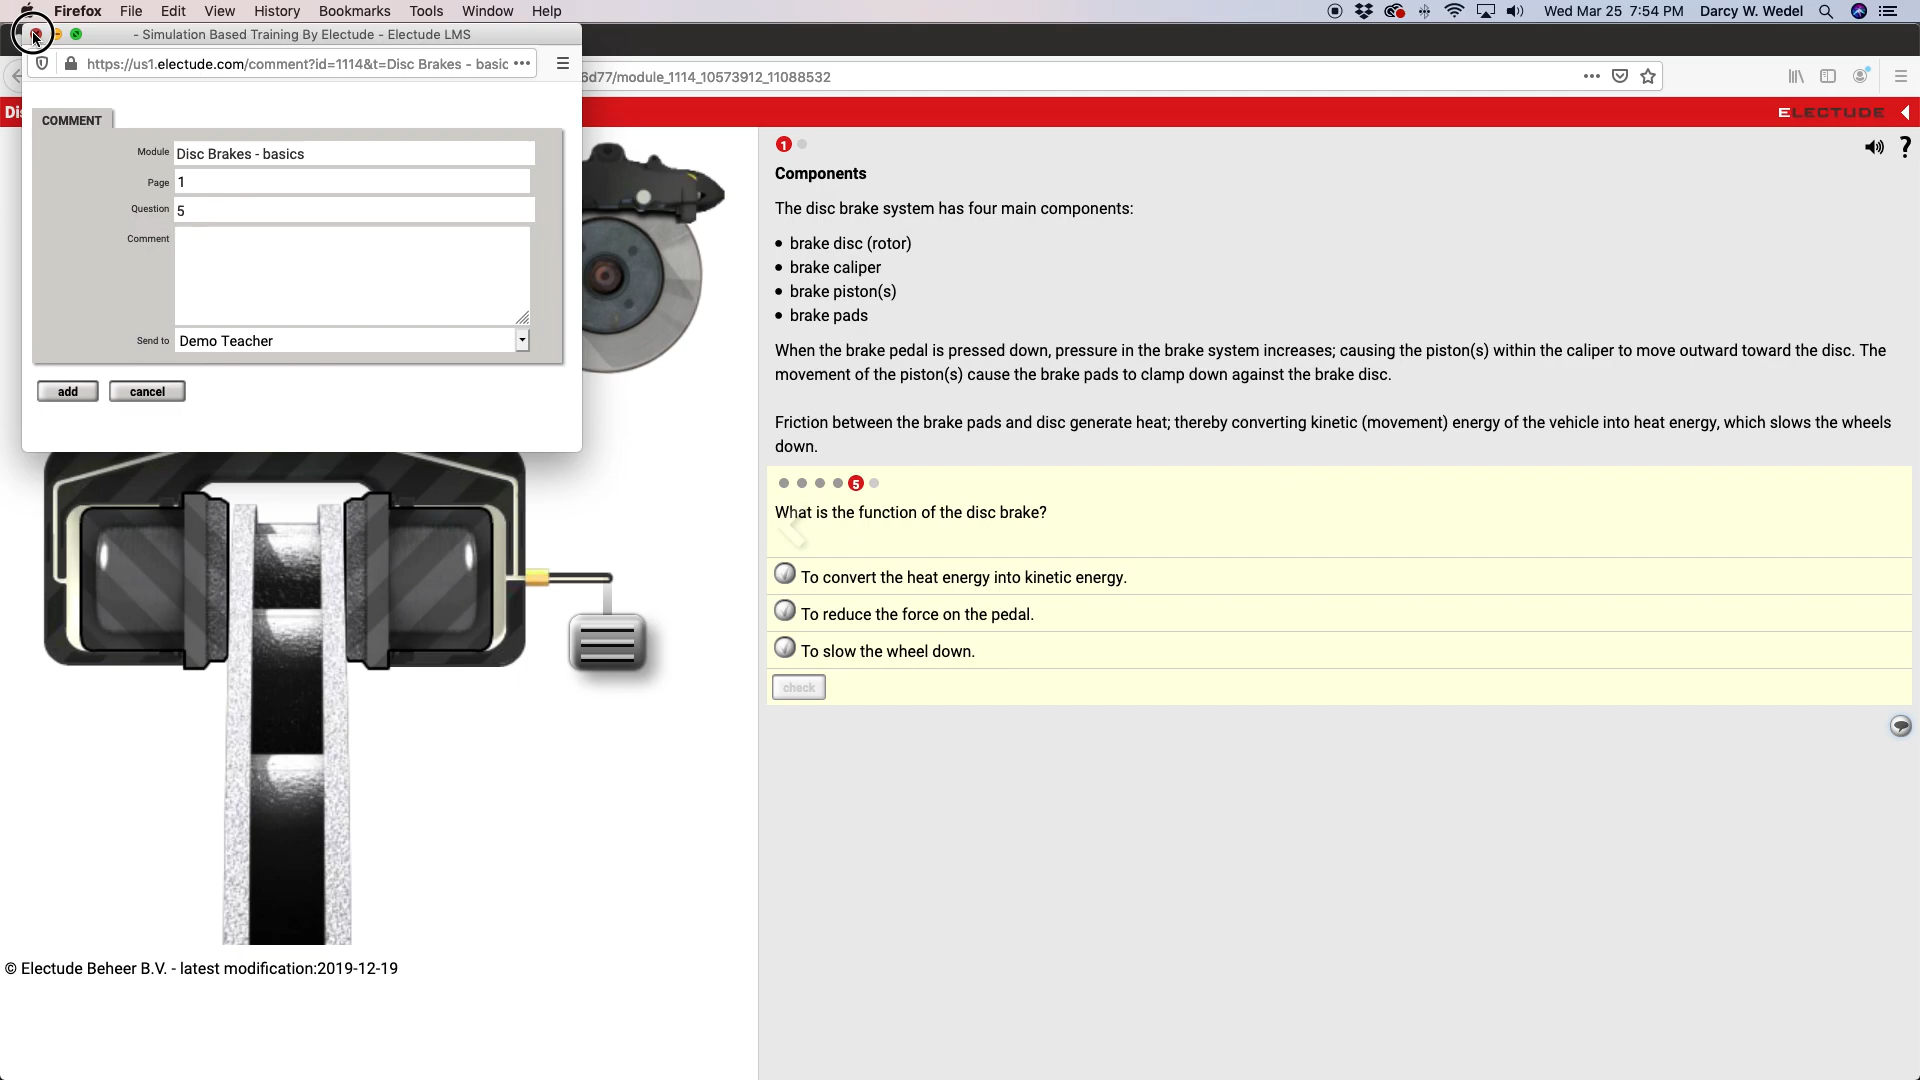 Firefox File Edit View History Bookmarks Tools Window Help
Wed Mar 25 7:54 PM Darcy W. Wedel
- Simulation Based Training By Electude - Electude LMS
https://us1.electude.com/comment?id=1114&t=Disc Brakes - basic
6d77/module_1114_10573912_11088532
Dis
ELECTUDE
COMMENT
Module Disc Brakes - basics
Page 1
Question 5
Comment
Send to Demo Teacher
add cancel
1
?
Components
The disc brake system has four main components:
• brake disc (rotor)
• brake caliper
• brake piston(s)
• brake pads
When the brake pedal is pressed down, pressure in the brake system increases; causing the piston(s) within the caliper to move outward toward the disc. The
movement of the piston(s) cause the brake pads to clamp down against the brake disc.
Friction between the brake pads and disc generate heat; thereby converting kinetic (movement) energy of the vehicle into heat energy, which slows the wheels
down.
5
What is the function of the disc brake?
To convert the heat energy into kinetic energy.
To reduce the force on the pedal.
To slow the wheel down.
check
© Electude Beheer B.V. - latest modification:2019-12-19